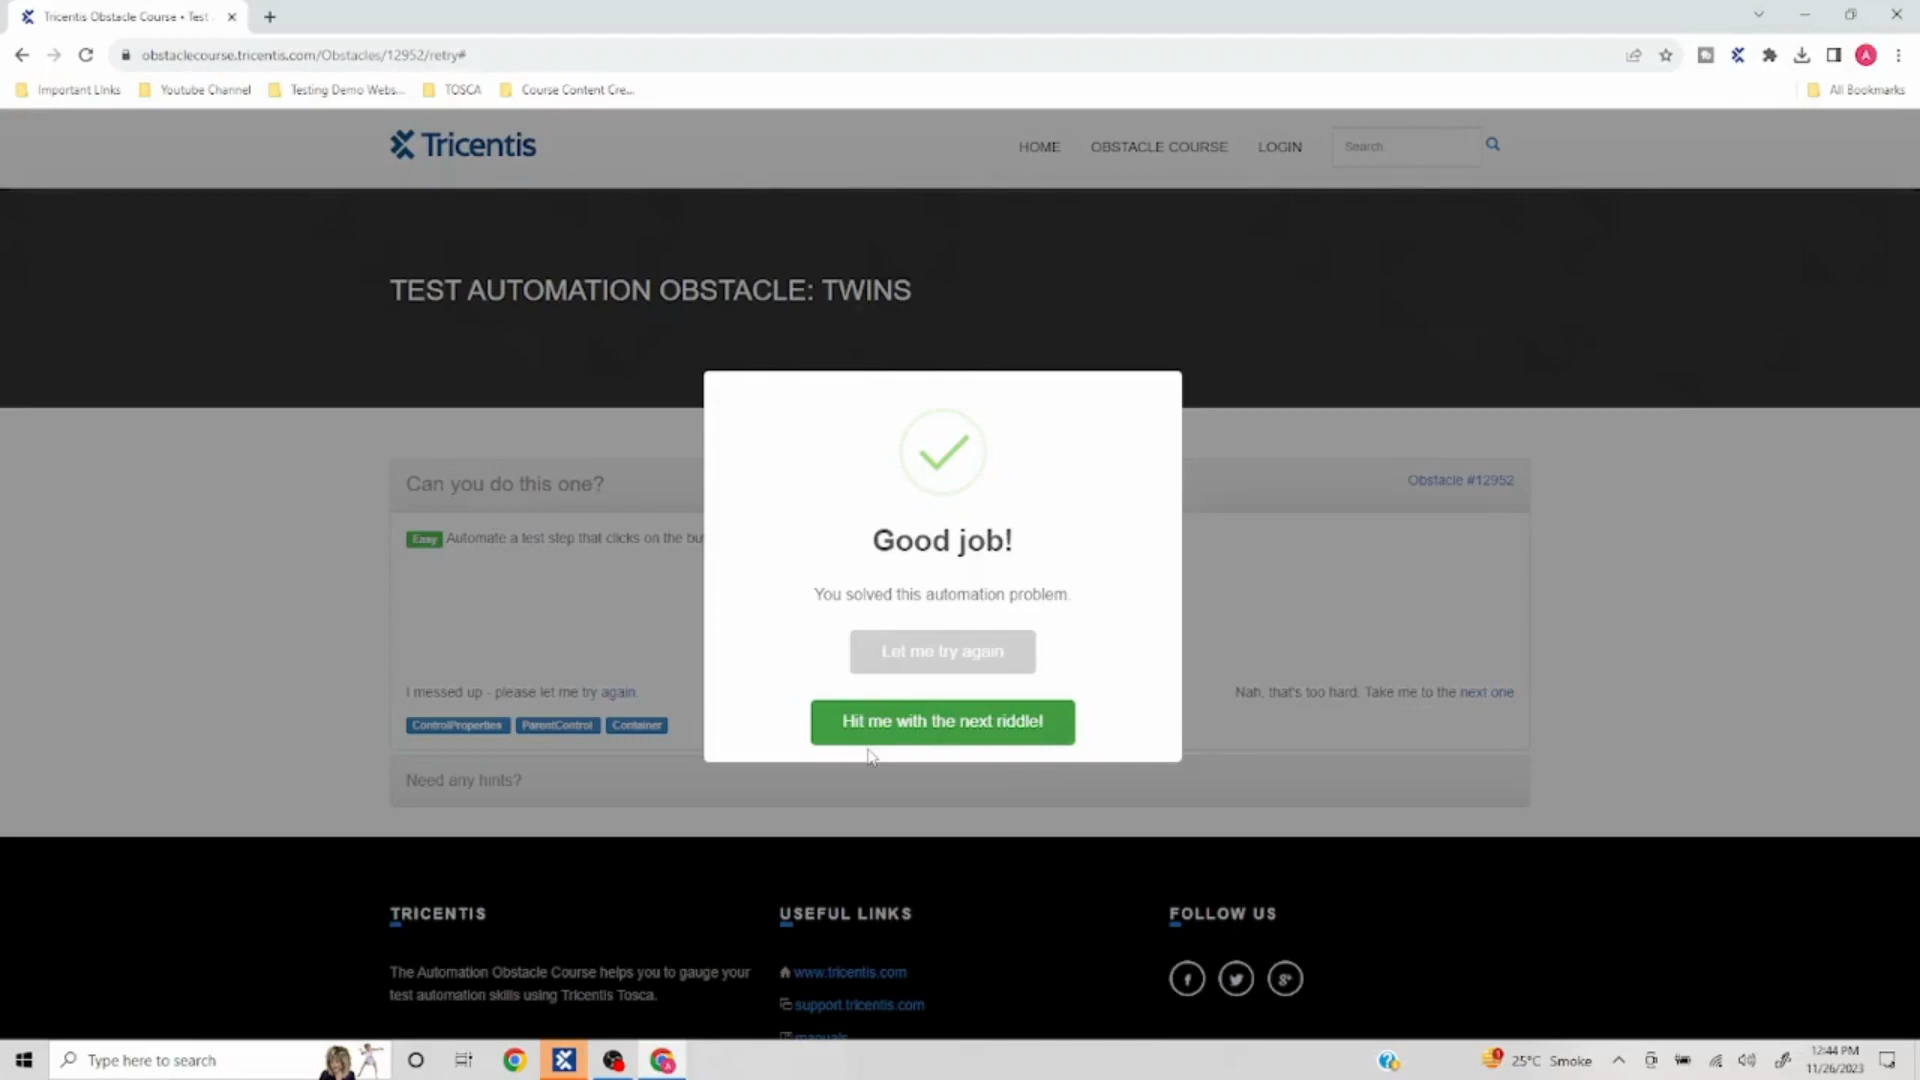 Tricentis Obstacle Course • Test
obstaclecourse.tricentis.com/Obstacles/12952/retry#
A
Important Links
Youtube Channel
Testing Demo Webs...
TOSCA
Course Content Cre...
All Bookmarks
Tricentis
HOME
OBSTACLE COURSE
LOGIN
Search
TEST AUTOMATION OBSTACLE: TWINS
Can you do this one?
Obstacle #12952
Easy Automate a test step that clicks on the bu
Good job!
You solved this automation problem.
Let me try again
Hit me with the next riddle!
I messed up - please let me try again.
Nah, that's too hard. Take me to the next one
ControlProperties
ParentControl
Container
Need any hints?
TRICENTIS
USEFUL LINKS
FOLLOW US
The Automation Obstacle Course helps you to gauge your
test automation skills using Tricentis Tosca.
www.tricentis.com
support.tricentis.com
manuals
Type here to search
25°C Smoke
12:44 PM
11/26/2023